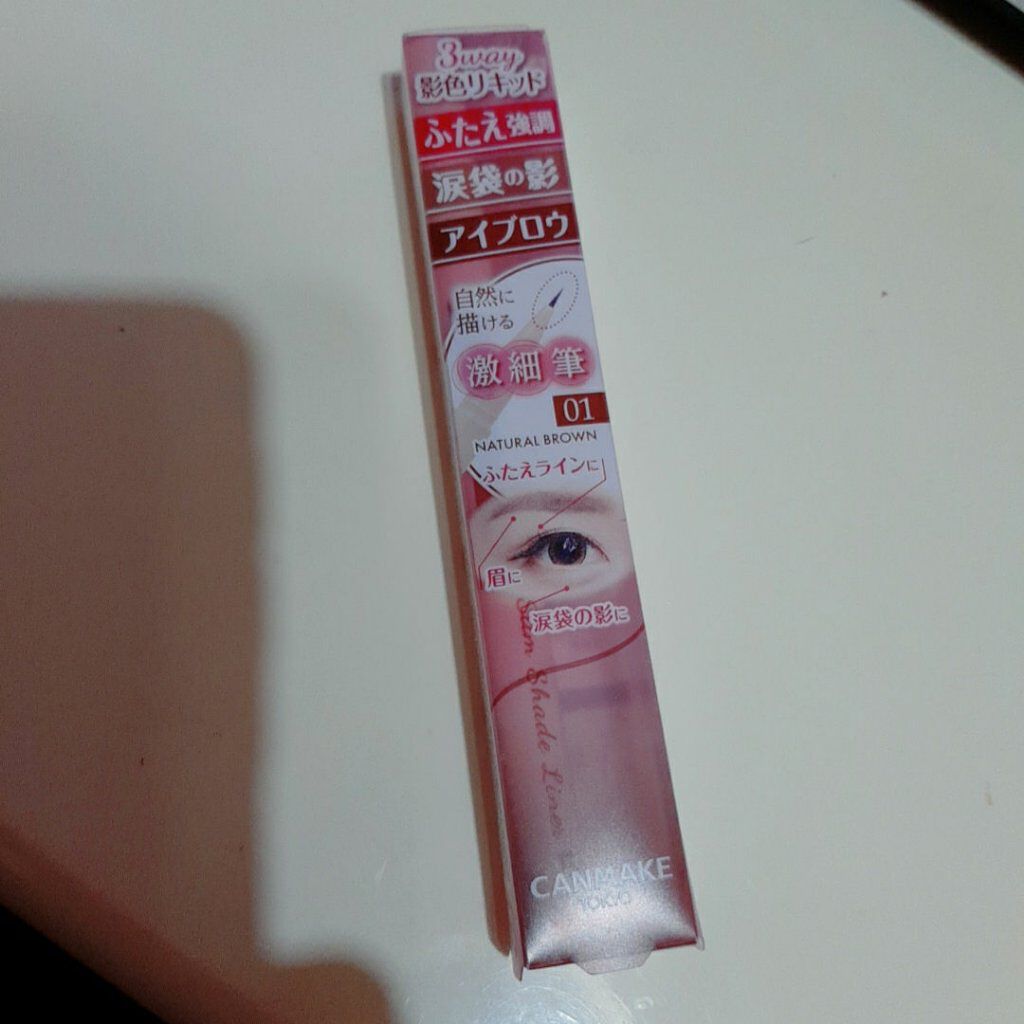 3way
影色リキッド
ふたえ強調
涙袋の影
アイブロウ
自然に
描ける
激細筆
01
NATURAL BROWN
ふたえラインに
眉に
涙袋の影に
Slim Shade Liner
CANMAKE
TOKYO